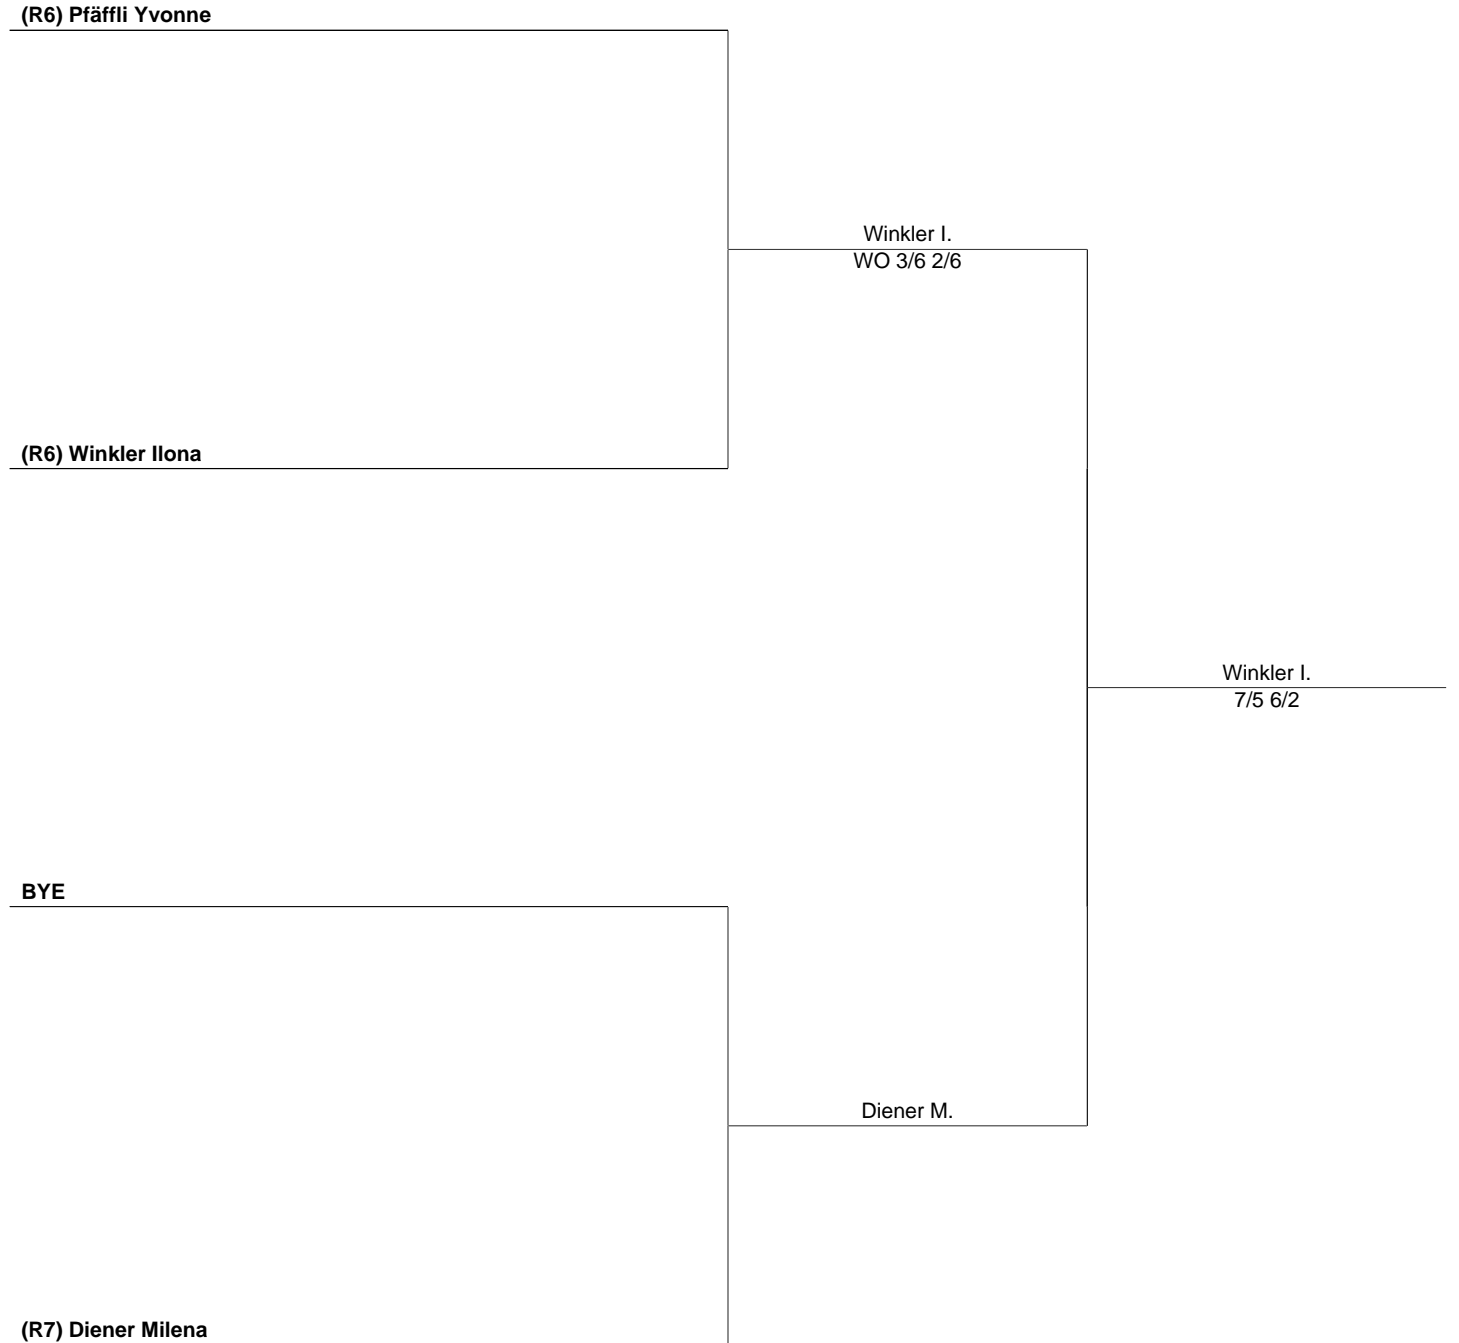 (R6) Pfäffli Yvonne
Winkler I.
WO 3/6 2/6
(R6) Winkler Ilona
Winkler I.
7/5 6/2
BYE
Diener M.
(R7) Diener Milena